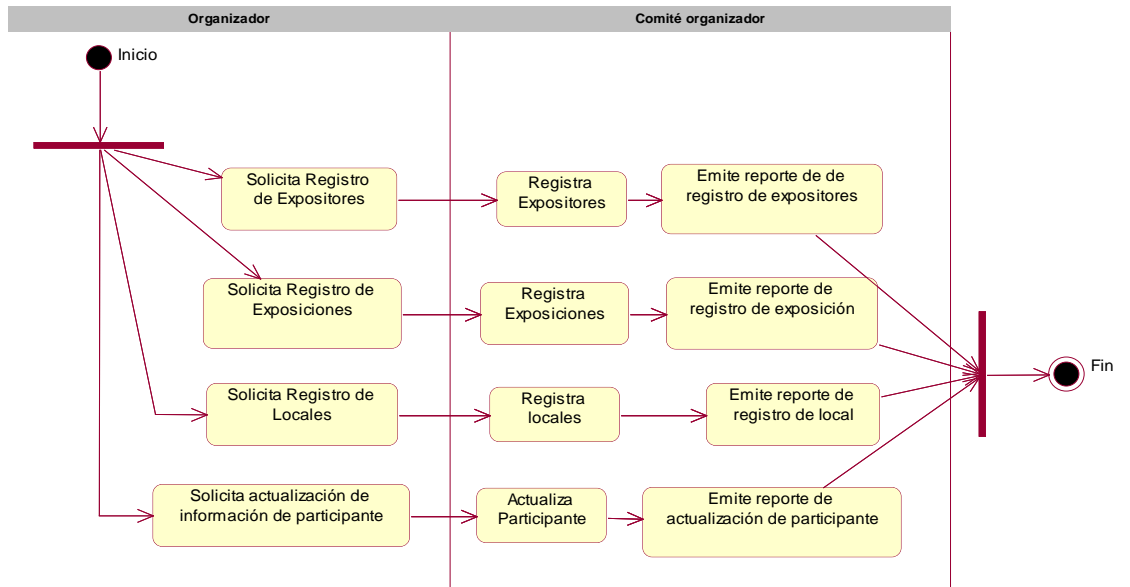 Organizador
Comité organizador
Inicio
Solicita Registro
de Expositores
Registra
Expositores
Emite reporte de de
registro de expositores
Solicita Registro de
Exposiciones
Registra
Exposiciones
Emite reporte de
registro de exposición
Fin
Solicita Registro de
Locales
Registra
locales
Emite reporte de
registro de local
Solicita actualización de
información de participante
Actualiza
Participante
Emite reporte de
actualización de participante